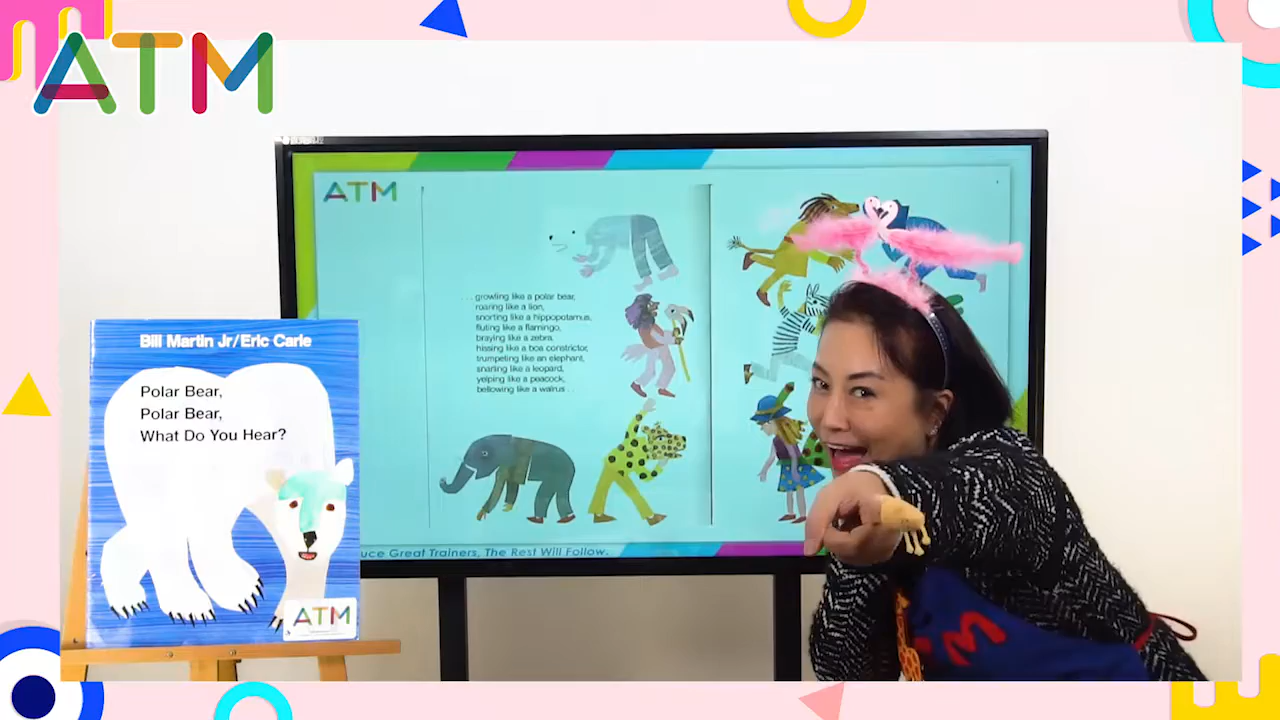 ATM
ATM
. . . growling like a polar bear,
roaring like a lion,
snorting like a hippopotamus,
fluting like a flamingo,
braying like a zebra,
hissing like a boa constrictor,
trumpeting like an elephant,
snarling like a leopard,
yelping like a peacock,
bellowing like a walrus . .
Bill Martin Jr/Eric Carle
Polar Bear,
Polar Bear,
What Do You Hear?
ATM
uce Great Trainers, The Rest Will Follow.